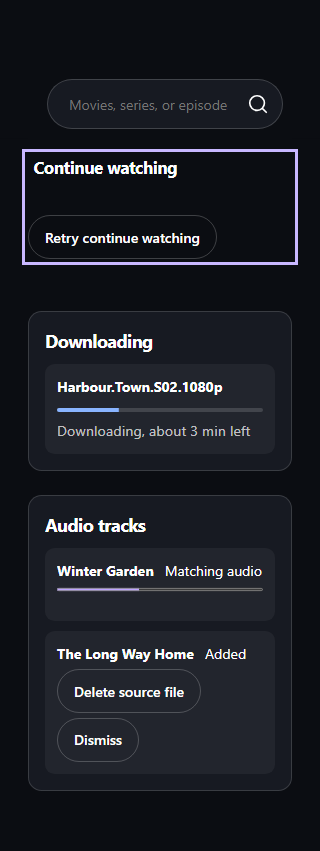 Movies, series, or episode
Continue watching
Retry continue watching
Downloading
Harbour.Town.S02.1080p
Downloading, about 3 min left
Audio tracks
Winter Garden Matching audio
The Long Way Home Added
Delete source file
Dismiss